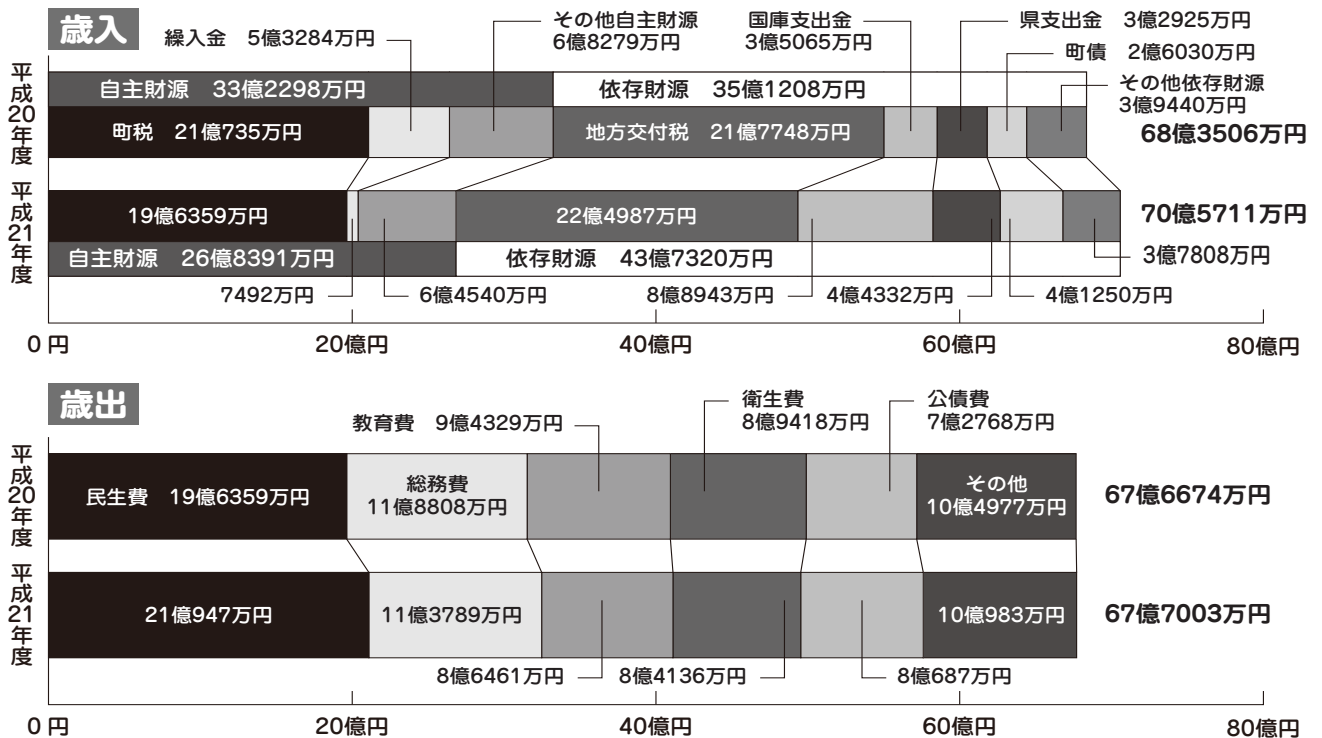 歳入
繰入金 5億3284万円
その他自主財源
6億8279万円
国庫支出金
3億5065万円
県支出金 3億2925万円
町債 2億6030万円
その他依存財源
3億9440万円
平成20年度
自主財源 33億2298万円
依存財源 35億1208万円
町税 21億735万円
地方交付税 21億7748万円
68億3506万円
平成21年度
19億6359万円
22億4987万円
70億5711万円
自主財源 26億8391万円
依存財源 43億7320万円
3億7808万円
7492万円
6億4540万円
8億8943万円
4億4332万円
4億1250万円
0円
20億円
40億円
60億円
80億円
歳出
教育費 9億4329万円
衛生費
8億9418万円
公債費
7億2768万円
平成20年度
民生費 19億6359万円
総務費
11億8808万円
その他
10億4977万円
67億6674万円
平成21年度
21億947万円
11億3789万円
10億983万円
67億7003万円
8億6461万円
8億4136万円
8億687万円
0円
20億円
40億円
60億円
80億円